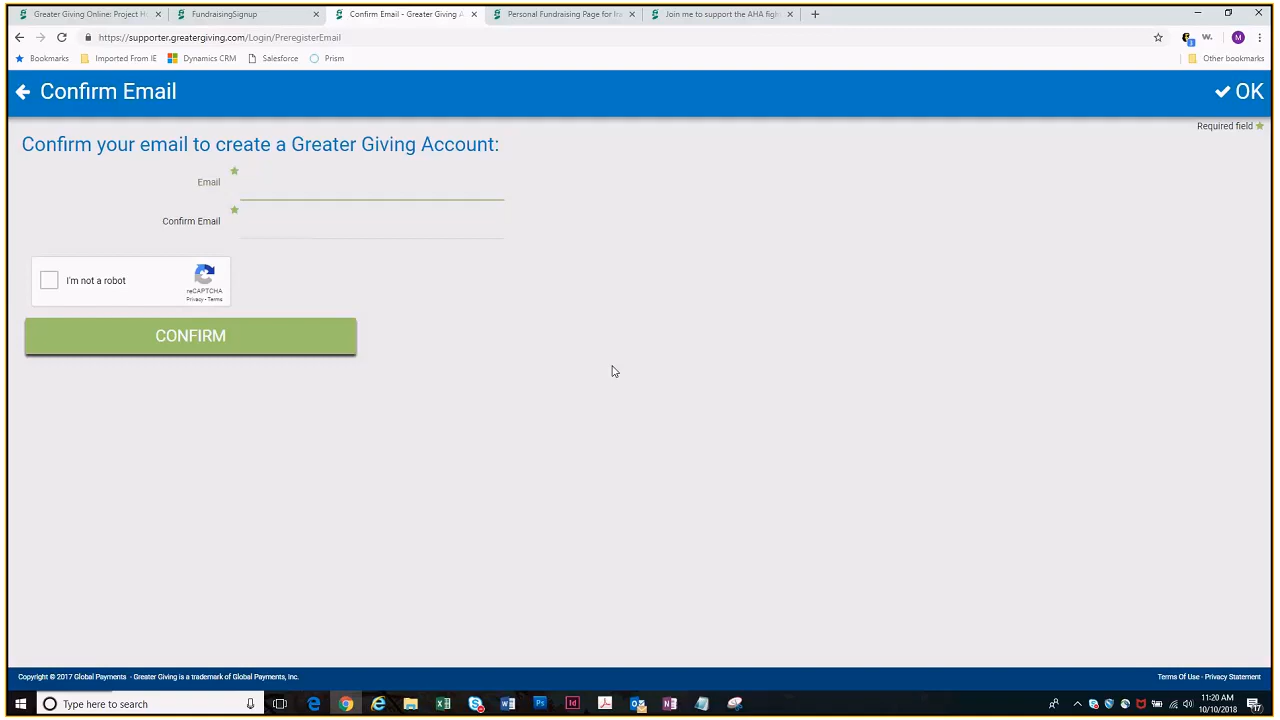 Greater Giving Online: Project H
FundraisingSignup
Confirm Email - Greater Giving A
Personal Fundraising Page for Ir
Join me to support the AHA figh
https://supporter.greatergiving.com/Login/PreregisterEmail
W.
M
Bookmarks
Imported From IE
Dynamics CRM
Salesforce
Prism
Other bookmarks
Confirm Email
OK
Required field
Confirm your email to create a Greater Giving Account:
Email
Confirm Email
I'm not a robot
reCAPTCHA
Privacy - Terms
CONFIRM
Copyright © 2017 Global Payments - Greater Giving is a trademark of Global Payments, Inc.
Terms Of Use - Privacy Statement
Type here to search
11:20 AM
10/10/2018
17